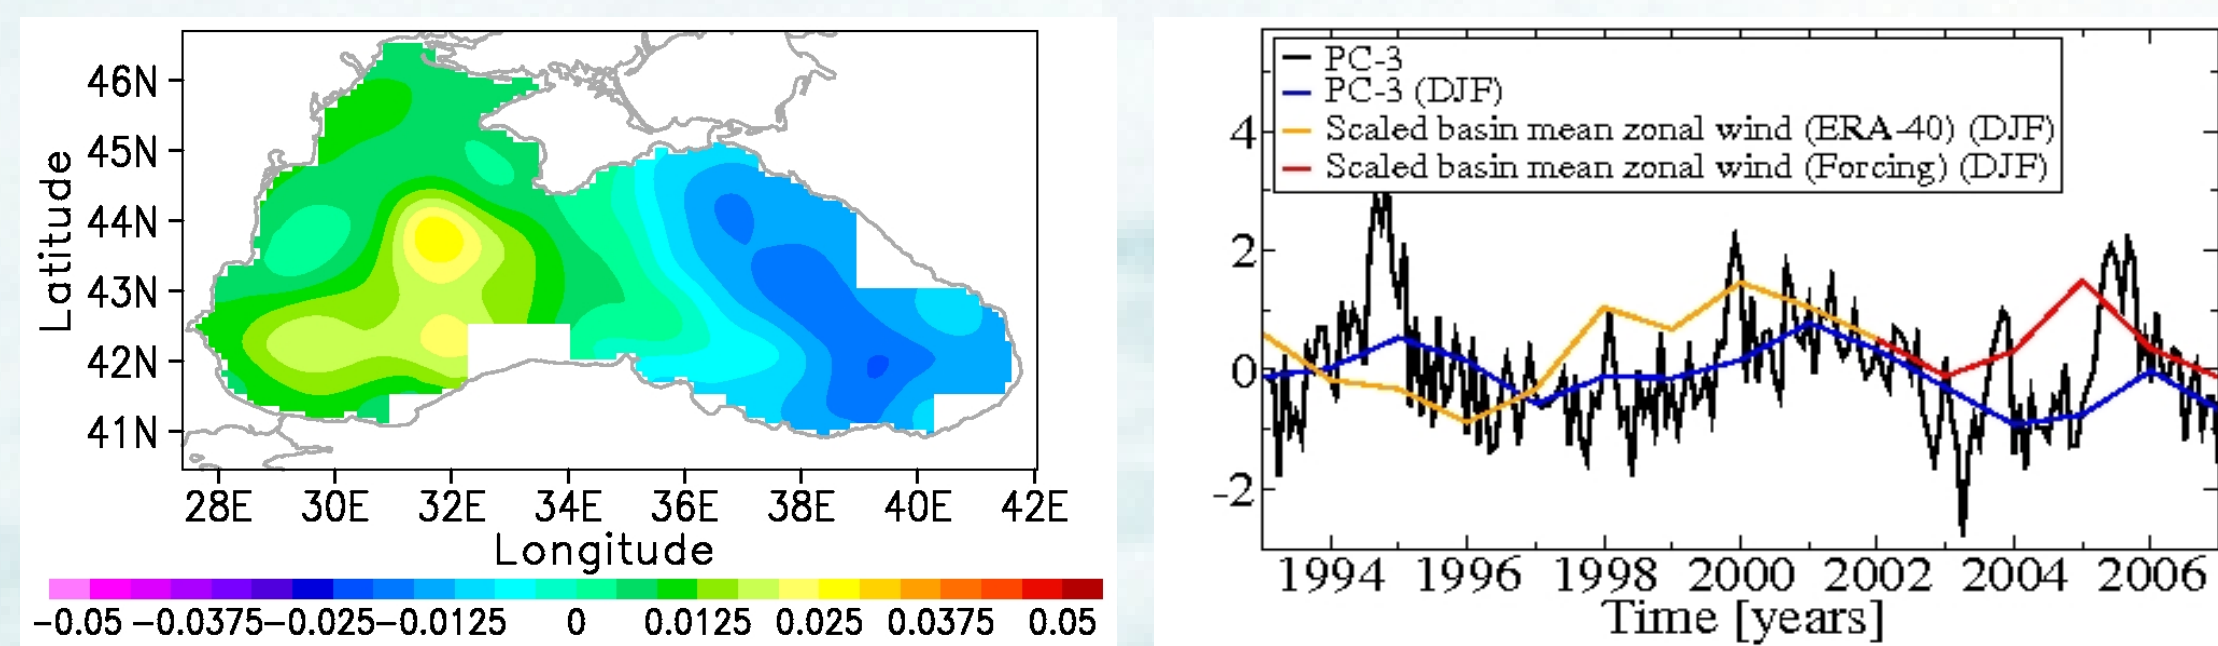 46N
45N
44N
43N
42N
41N
Latitude
28E 30E 32E 34E 36E 38E 40E 42E
Longitude
−0.05 −0.0375 −0.025 −0.0125 0 0.0125 0.025 0.0375 0.05
PC-3
PC-3 (DJF)
Scaled basin mean zonal wind (ERA-40) (DJF)
Scaled basin mean zonal wind (Forcing) (DJF)
4
2
0
-2
1994 1996 1998 2000 2002 2004 2006
Time [years]